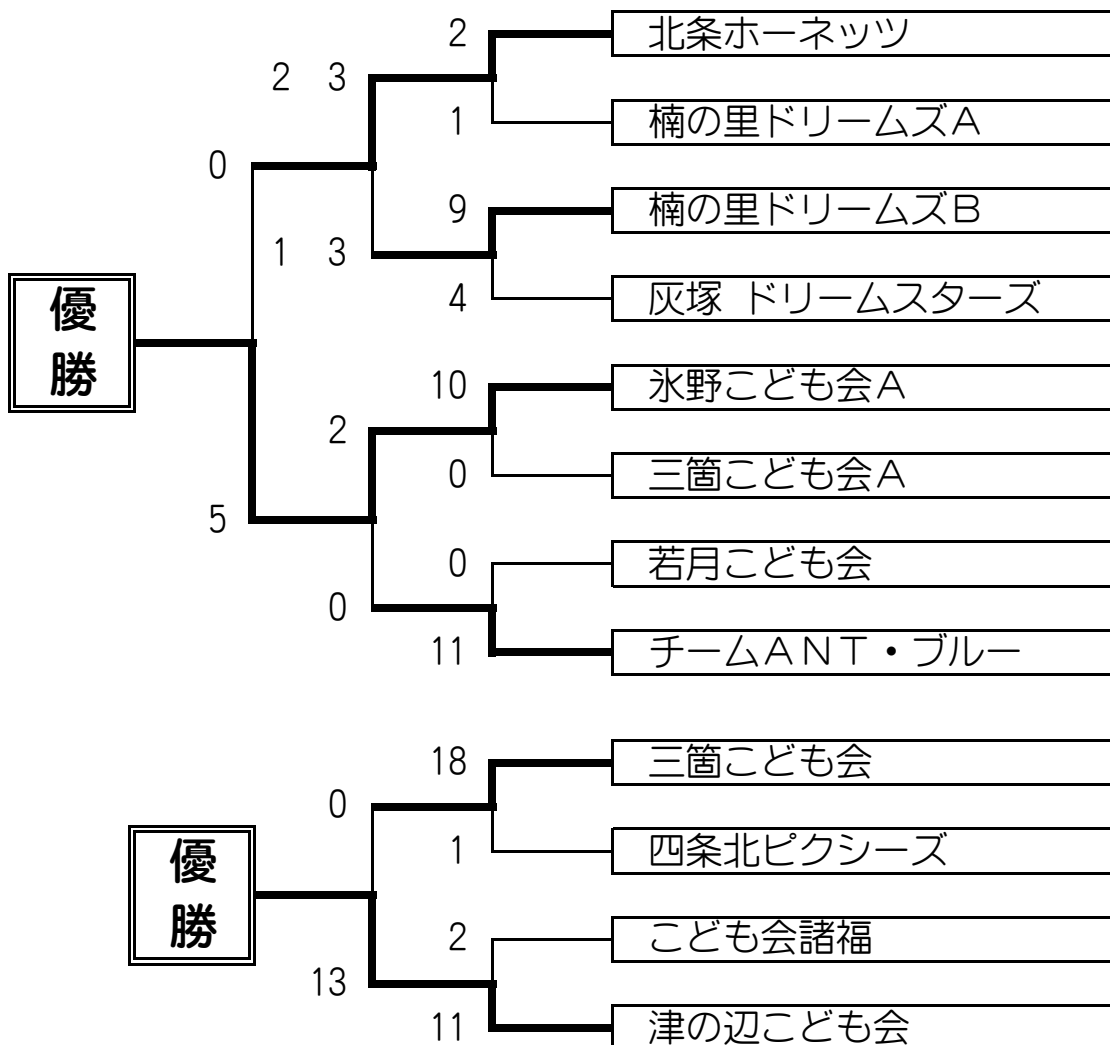 2 北条ホーネッツ
2 3
1 楠の里ドリームズA
0
9 楠の里ドリームズB
1 3
4 灰塚 ドリームスターズ
優勝
10 氷野こども会A
2
0 三箇こども会A
5
0 若月こども会
0
11 チームANT・ブルー
18 三箇こども会
0
1 四条北ピクシーズ
優勝
2 こども会諸福
13
11 津の辺こども会